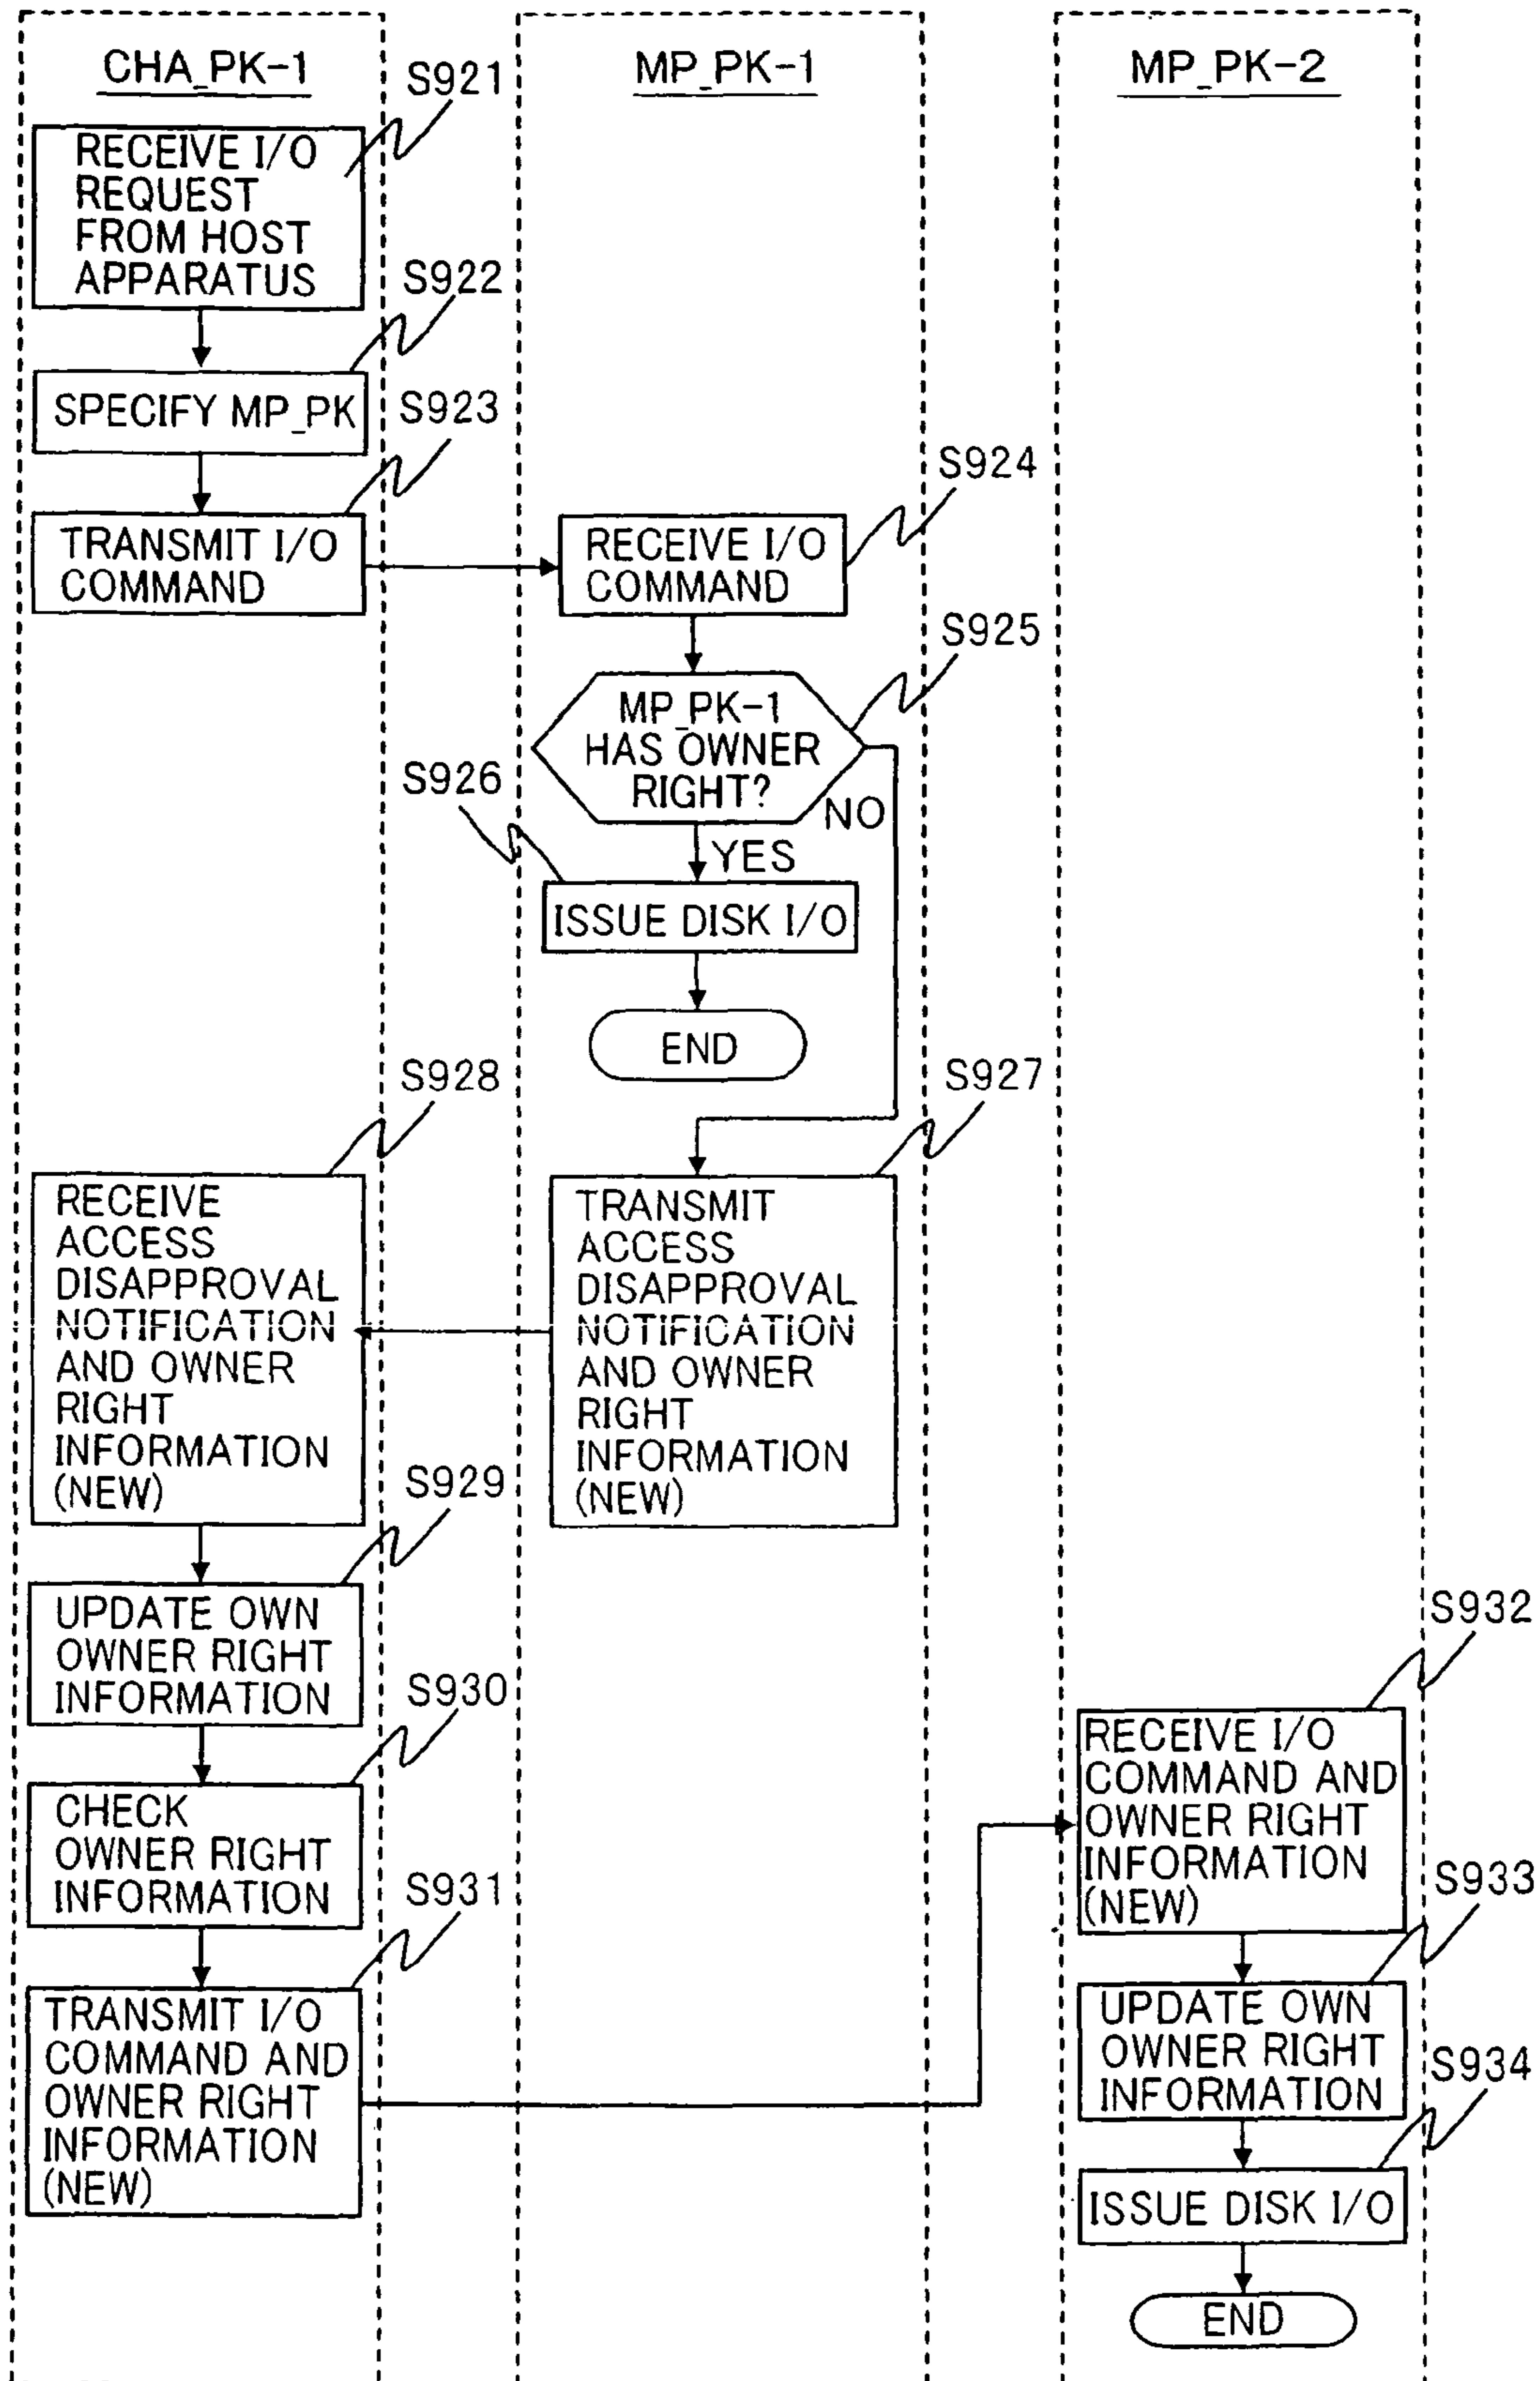 CHA_PK-1
S921
RECEIVE I/O
REQUEST
FROM HOST
APPARATUS
S922
SPECIFY MP_PK
S923
TRANSMIT I/O
COMMAND
MP_PK-1
S924
RECEIVE I/O
COMMAND
S925
MP_PK-1
HAS OWNER
RIGHT?
NO
YES
S926
ISSUE DISK I/O
END
S927
TRANSMIT
ACCESS
DISAPPROVAL
NOTIFICATION
AND OWNER
RIGHT
INFORMATION
(NEW)
S928
RECEIVE
ACCESS
DISAPPROVAL
NOTIFICATION
AND OWNER
RIGHT
INFORMATION
(NEW)
S929
UPDATE OWN
OWNER RIGHT
INFORMATION
S930
CHECK
OWNER RIGHT
INFORMATION
S931
TRANSMIT I/O
COMMAND AND
OWNER RIGHT
INFORMATION
(NEW)
MP_PK-2
S932
RECEIVE I/O
COMMAND AND
OWNER RIGHT
INFORMATION
(NEW)
S933
UPDATE OWN
OWNER RIGHT
INFORMATION
S934
ISSUE DISK I/O
END